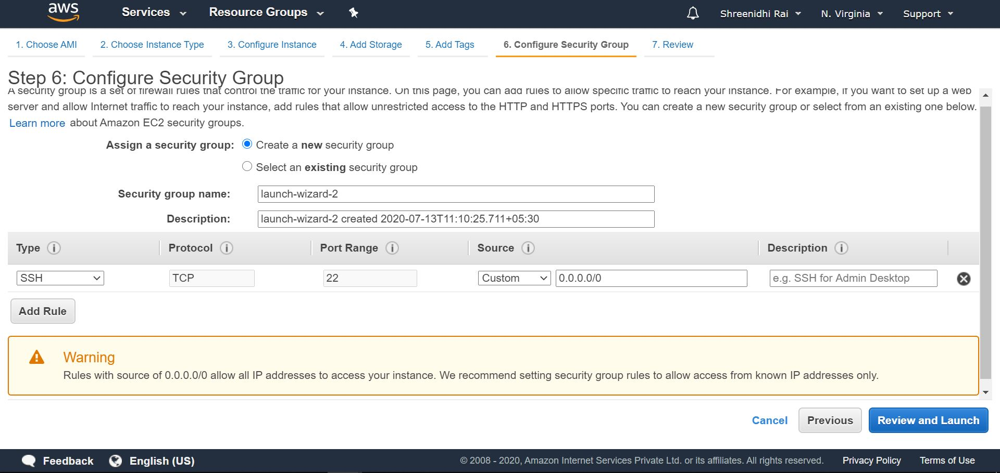 aws Services Resource Groups Shreenidhi Rai N. Virginia Support
1. Choose AMI 2. Choose Instance Type 3. Configure Instance 4. Add Storage 5. Add Tags 6. Configure Security Group 7. Review
Step 6: Configure Security Group
A security group is a set of firewall rules that control the traffic for your instance. On this page, you can add rules to allow specific traffic to reach your instance. For example, if you want to set up a web
server and allow Internet traffic to reach your instance, add rules that allow unrestricted access to the HTTP and HTTPS ports. You can create a new security group or select from an existing one below.
Learn more about Amazon EC2 security groups.
Assign a security group: Create a new security group
Select an existing security group
Security group name: launch-wizard-2
Description: launch-wizard-2 created 2020-07-13T11:10:25.711+05:30
Type i Protocol i Port Range i Source i Description i
SSH TCP 22 Custom 0.0.0.0/0 e.g. SSH for Admin Desktop
Add Rule
Warning
Rules with source of 0.0.0.0/0 allow all IP addresses to access your instance. We recommend setting security group rules to allow access from known IP addresses only.
Cancel Previous Review and Launch
Feedback English (US) © 2008 - 2020, Amazon Internet Services Private Ltd. or its affiliates. All rights reserved. Privacy Policy Terms of Use